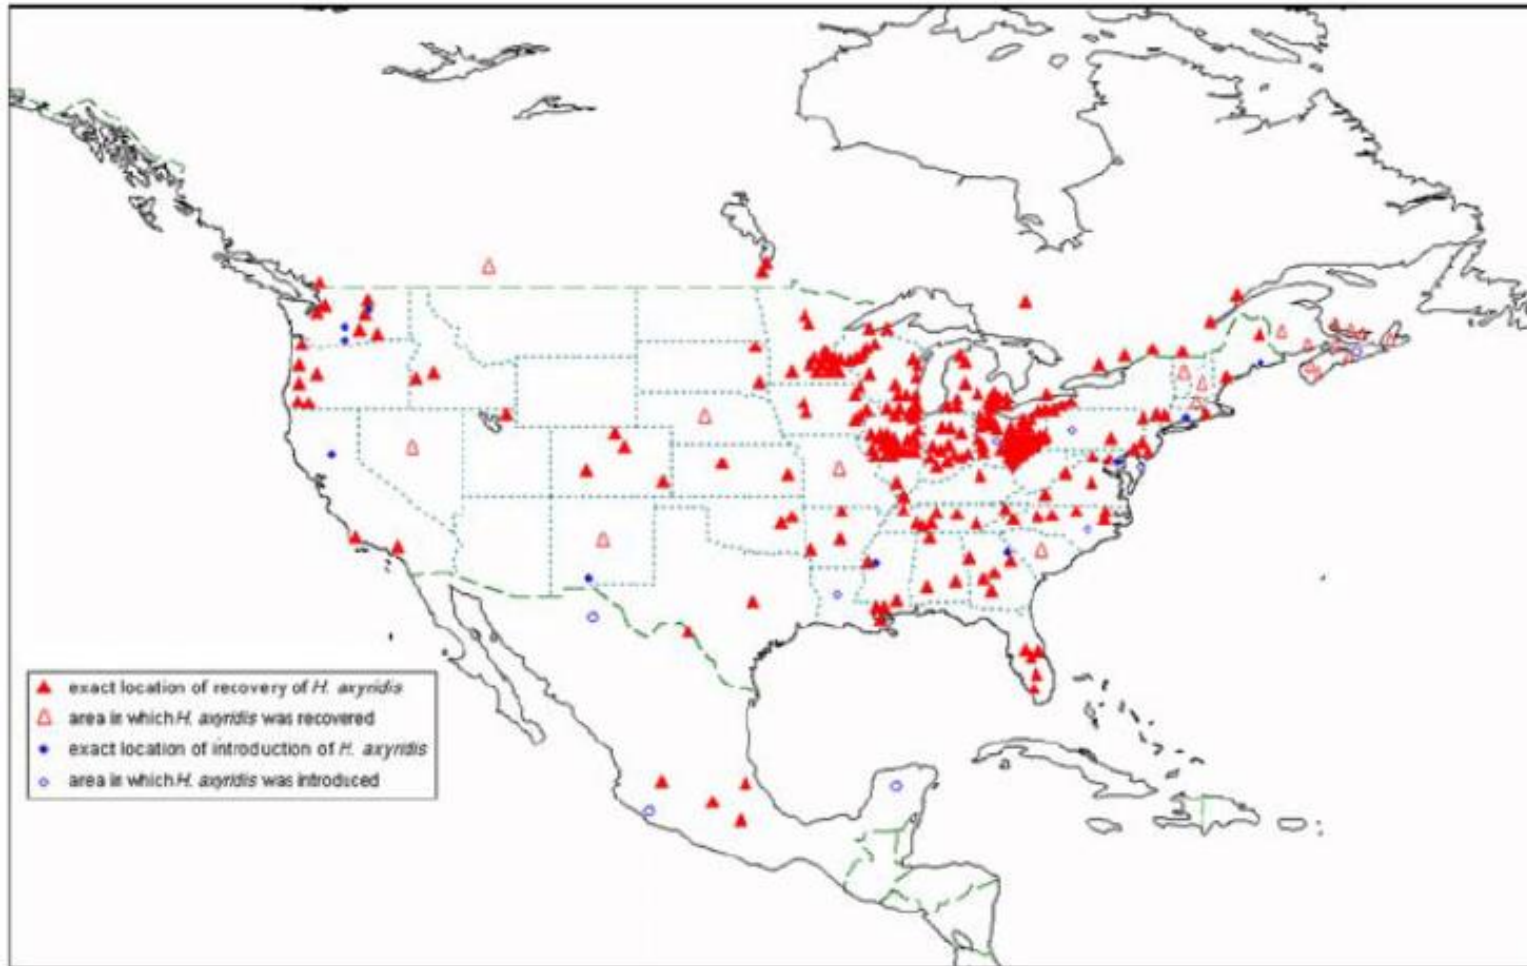 exact location of recovery of H. axyridis
area in which H. axyridis was recovered
exact location of introduction of H. axyridis
area in which H. axyridis was introduced